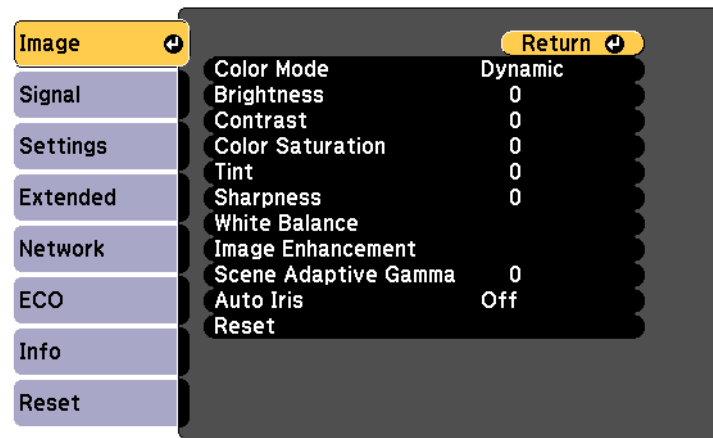 Image
Signal
Settings
Extended
Network
ECO
Info
Reset
Return
Color Mode Dynamic
Brightness 0
Contrast 0
Color Saturation 0
Tint 0
Sharpness 0
White Balance
Image Enhancement
Scene Adaptive Gamma 0
Auto Iris Off
Reset